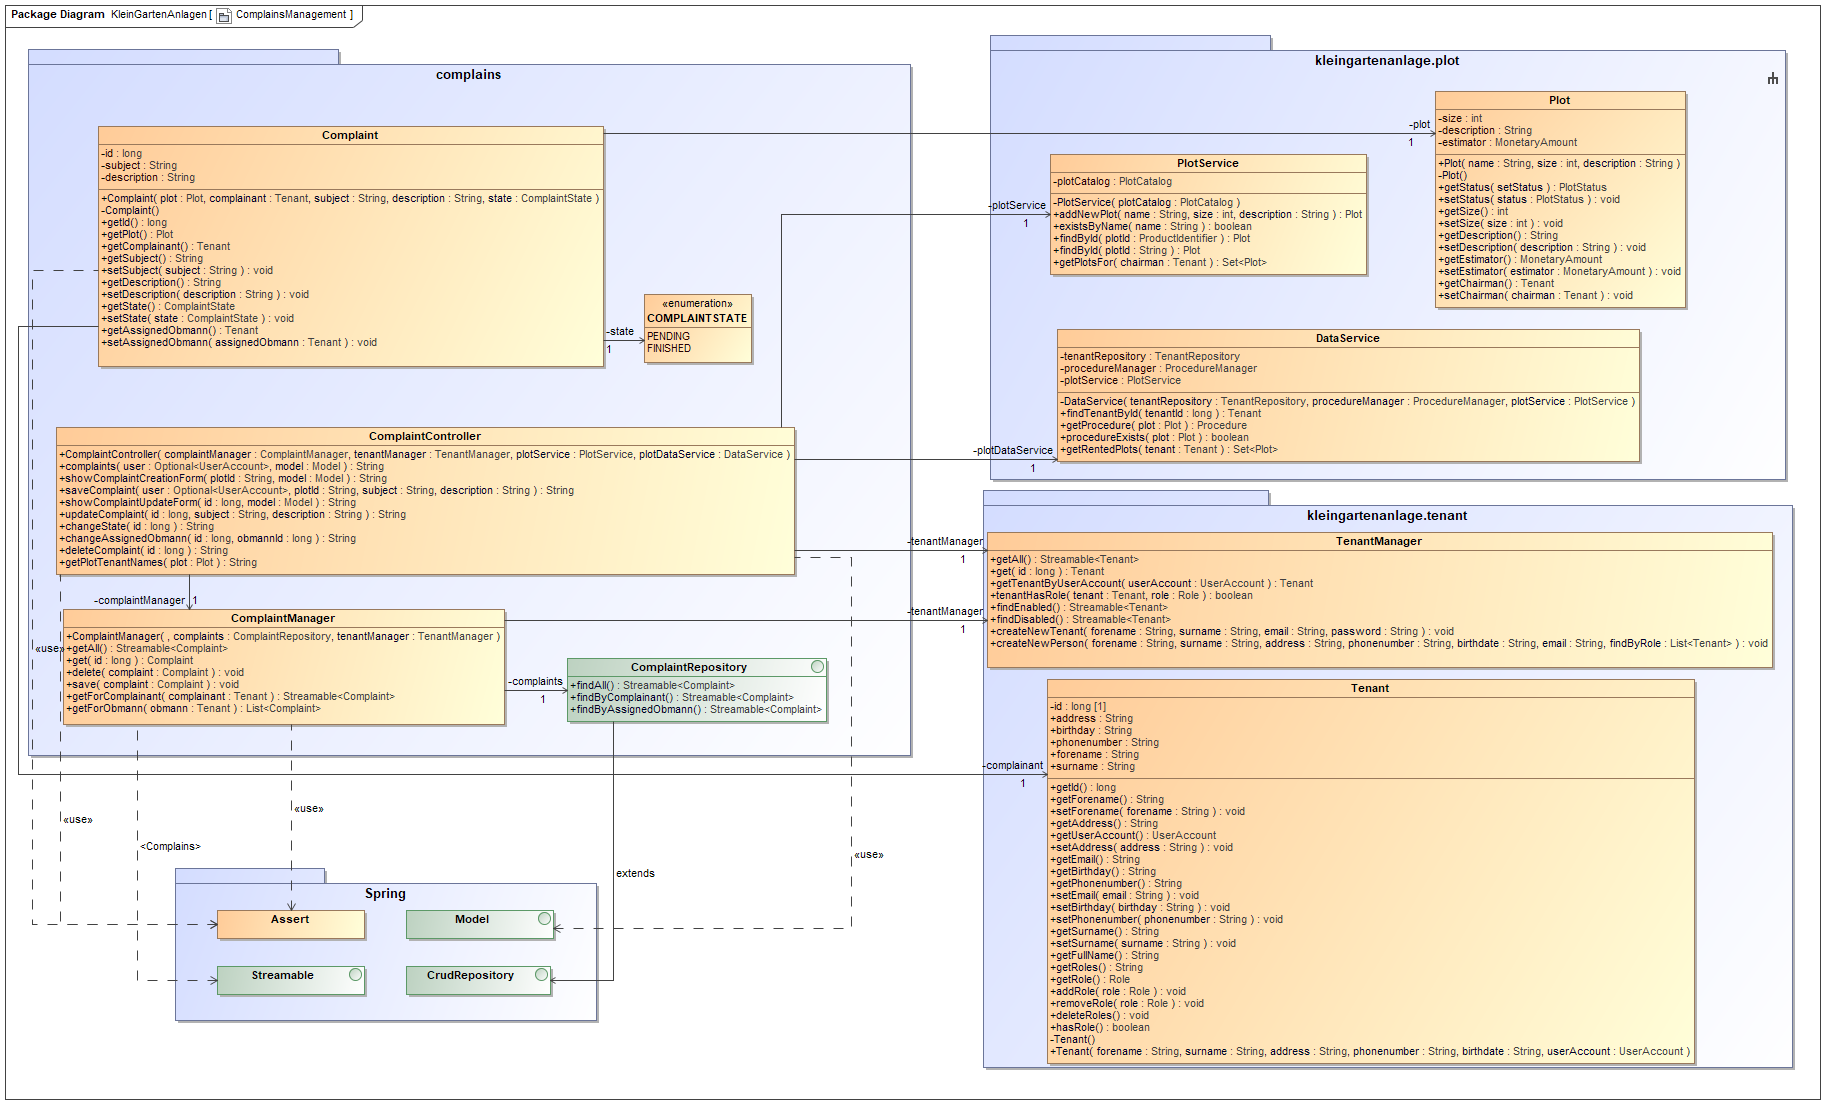 Package Diagram KleinGartenAnlagen [ ComplainsManagement ]
complains
Complaint
-id : long
-subject : String
-description : String
+Complaint( plot : Plot, complainant : Tenant, subject : String, description : String, state : ComplaintState )
-Complaint()
+getId() : long
+getPlot() : Plot
+getComplainant() : Tenant
+getSubject() : String
+setSubject( subject : String ) : void
+getDescription() : String
+setDescription( description : String ) : void
+getState() : ComplaintState
+setState( state : ComplaintState ) : void
+getAssignedObmann() : Tenant
+setAssignedObmann( assignedObmann : Tenant ) : void
-state
1
«enumeration»
COMPLAINTSTATE
PENDING
FINISHED
ComplaintController
+ComplaintController( complaintManager : ComplaintManager, tenantManager : TenantManager, plotService : PlotService, plotDataService : DataService )
+complaints( user : Optional<UserAccount>, model : Model ) : String
+showComplaintCreationForm( plotId : String, model : Model ) : String
+saveComplaint( user : Optional<UserAccount>, plotId : String, subject : String, description : String ) : String
+showComplaintUpdateForm( id : long, model : Model ) : String
+updateComplaint( id : long, subject : String, description : String ) : String
+changeState( id : long ) : String
+changeAssignedObmann( id : long, obmannId : long ) : String
+deleteComplaint( id : long ) : String
+getPlotTenantNames( plot : Plot ) : String
-complaintManager
1
ComplaintManager
+ComplaintManager( , complaints : ComplaintRepository, tenantManager : TenantManager )
+getAll() : Streamable<Complaint>
+get( id : long ) : Complaint
+delete( complaint : Complaint ) : void
+save( complaint : Complaint ) : void
+getForComplainant( complainant : Tenant ) : Streamable<Complaint>
+getForObmann( obmann : Tenant ) : List<Complaint>
«use»
-complaints
1
ComplaintRepository
+findAll() : Streamable<Complaint>
+findByComplainant() : Streamable<Complaint>
+findByAssignedObmann() : Streamable<Complaint>
«use»
«use»
<Complains>
extends
«use»
Spring
Assert
Model
Streamable
CrudRepository
kleingartenanlage.plot
-plot
1
Plot
-size : int
-description : String
-estimator : MonetaryAmount
+Plot( name : String, size : int, description : String )
-Plot()
+getStatus( setStatus ) : PlotStatus
+setStatus( status : PlotStatus ) : void
+getSize() : int
+setSize( size : int ) : void
+getDescription() : String
+setDescription( description : String ) : void
+getEstimator() : MonetaryAmount
+setEstimator( estimator : MonetaryAmount ) : void
+getChairman() : Tenant
+setChairman( chairman : Tenant ) : void
-plotService
1
PlotService
-plotCatalog : PlotCatalog
-PlotService( plotCatalog : PlotCatalog )
+addNewPlot( name : String, size : int, description : String ) : Plot
+existsByName( name : String ) : boolean
+findById( plotId : ProductIdentifier ) : Plot
+findById( plotId : String ) : Plot
+getPlotsFor( chairman : Tenant ) : Set<Plot>
-plotDataService
1
DataService
-tenantRepository : TenantRepository
-procedureManager : ProcedureManager
-plotService : PlotService
-DataService( tenantRepository : TenantRepository, procedureManager : ProcedureManager, plotService : PlotService )
+findTenantById( tenantId : long ) : Tenant
+getProcedure( plot : Plot ) : Procedure
+procedureExists( plot : Plot ) : boolean
+getRentedPlots( tenant : Tenant ) : Set<Plot>
kleingartenanlage.tenant
-tenantManager
1
-tenantManager
1
TenantManager
+getAll() : Streamable<Tenant>
+get( id : long ) : Tenant
+getTenantByUserAccount( userAccount : UserAccount ) : Tenant
+tenantHasRole( tenant : Tenant, role : Role ) : boolean
+findEnabled() : Streamable<Tenant>
+findDisabled() : Streamable<Tenant>
+createNewTenant( forename : String, surname : String, email : String, password : String ) : void
+createNewPerson( forename : String, surname : String, address : String, phonenumber : String, birthdate : String, email : String, findByRole : List<Tenant> ) : void
-complainant
1
Tenant
-id : long [1]
+address : String
+birthday : String
+phonenumber : String
+forename : String
+surname : String
+getId() : long
+getForename() : String
+setForename( forename : String ) : void
+getAddress() : String
+getUserAccount() : UserAccount
+setAddress( address : String ) : void
+getEmail() : String
+getBirthday() : String
+getPhonenumber() : String
+setEmail( email : String ) : void
+setBirthday( birthday : String ) : void
+setPhonenumber( phonenumber : String ) : void
+getSurname() : String
+setSurname( surname : String ) : void
+getFullName() : String
+getRoles() : String
+getRole() : Role
+addRole( role : Role ) : void
+removeRole( role : Role ) : void
+deleteRoles() : void
+hasRole() : boolean
-Tenant()
+Tenant( forename : String, surname : String, address : String, phonenumber : String, birthdate : String, userAccount : UserAccount )